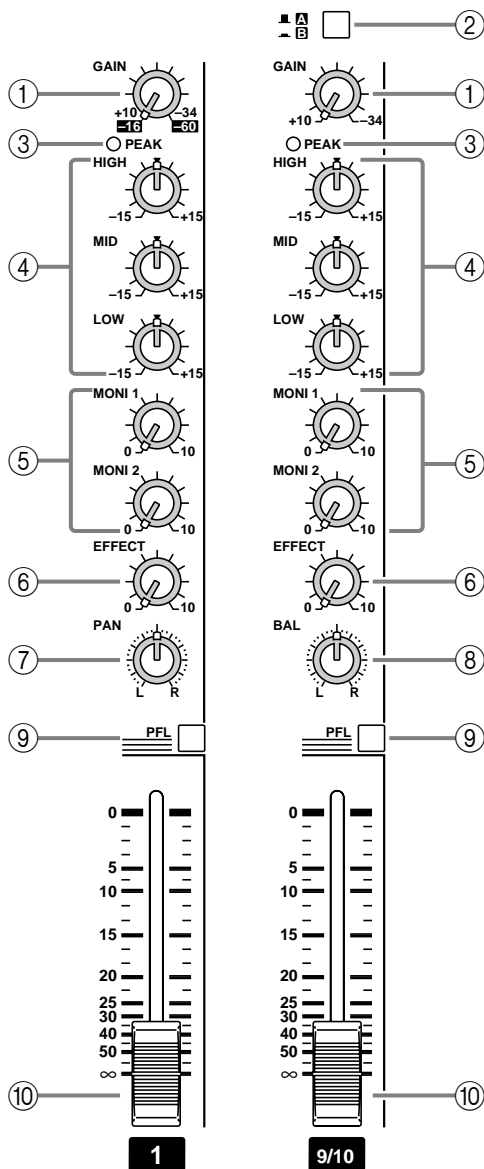 A
B
②
GAIN GAIN
① ①
+10 –34 +10 –34
–16 –60
③ PEAK PEAK ③
HIGH HIGH
–15 +15 –15 +15
MID MID
④ ④
–15 +15 –15 +15
LOW LOW
–15 +15 –15 +15
MONI 1 MONI 1
0 10 0 10
⑤ ⑤
MONI 2 MONI 2
0 10 0 10
EFFECT EFFECT
⑥ ⑥
0 10 0 10
PAN BAL
⑦ ⑧
L R L R
⑨ PFL PFL ⑨
0 0
5 5
10 10
15 15
20 20
25 25
30 30
40 40
50 50
∞ ∞
⑩ ⑩
1 9/10